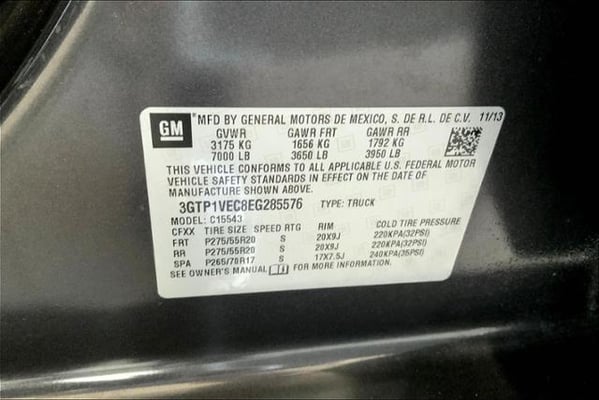 GM
MFD BY GENERAL MOTORS DE MEXICO, S. DE R.L. DE C.V. 11/13
GVWR GAWR FRT GAWR RR
3175 KG 1656 KG 1792 KG
7000 LB 3650 LB 3950 LB
THIS VEHICLE CONFORMS TO ALL APPLICABLE U.S. FEDERAL MOTOR
VEHICLE SAFETY STANDARDS IN EFFECT ON THE DATE OF
MANUFACTURE SHOWN ABOVE.
3GTP1VEC8EG285576 TYPE: TRUCK
MODEL: C15543
CFXX TIRE SIZE SPEED RTG RIM COLD TIRE PRESSURE
FRT P275/55R20 S 20X9J 220KPA(32PSI)
RR P275/55R20 S 20X9J 220KPA(32PSI)
SPA P265/70R17 S 17X7.5J 240KPA(35PSI)
SEE OWNER'S MANUAL FOR MORE INFORMATION.